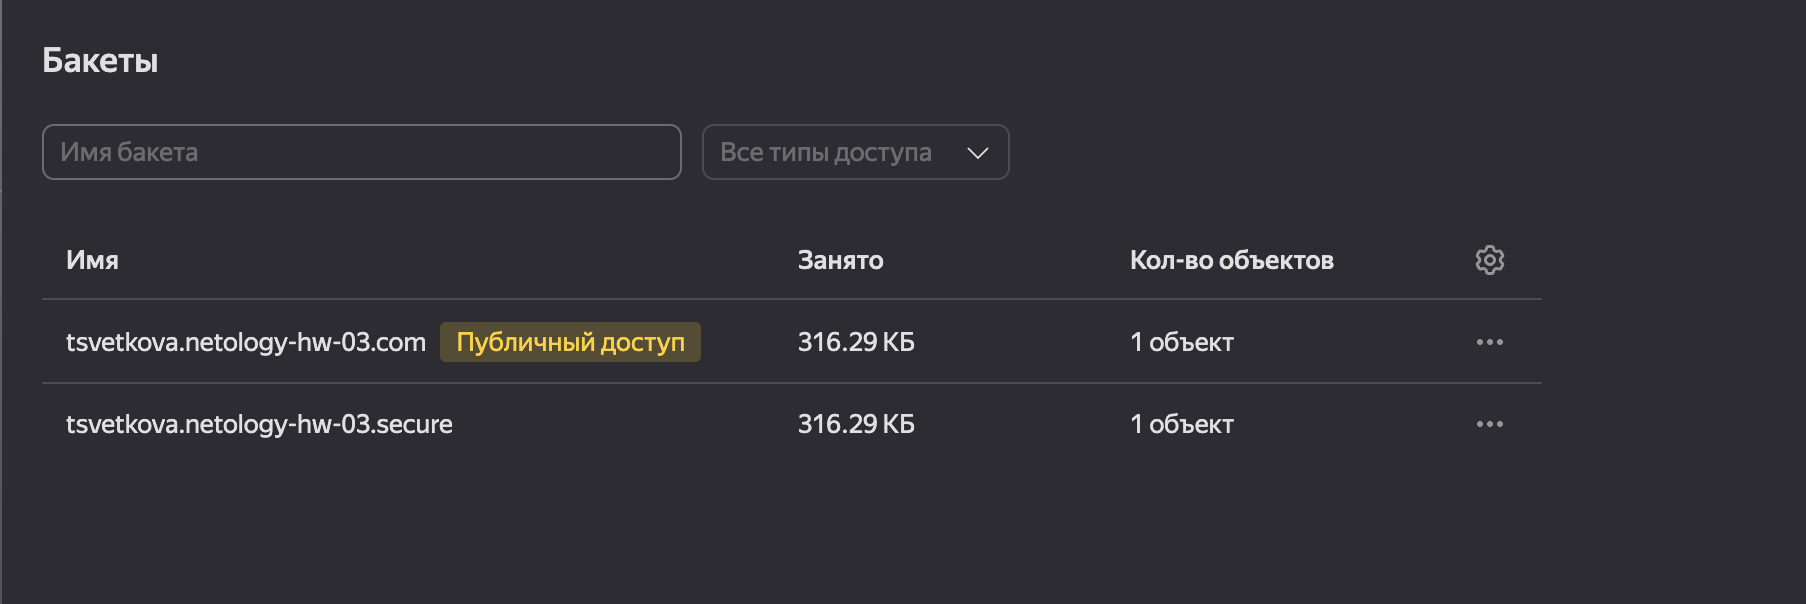 Бакеты
Имя бакета
Все типы доступа
Имя Занято Кол-во объектов
tsvetkova.netology-hw-03.com Публичный доступ 316.29 КБ 1 объект
tsvetkova.netology-hw-03.secure 316.29 КБ 1 объект